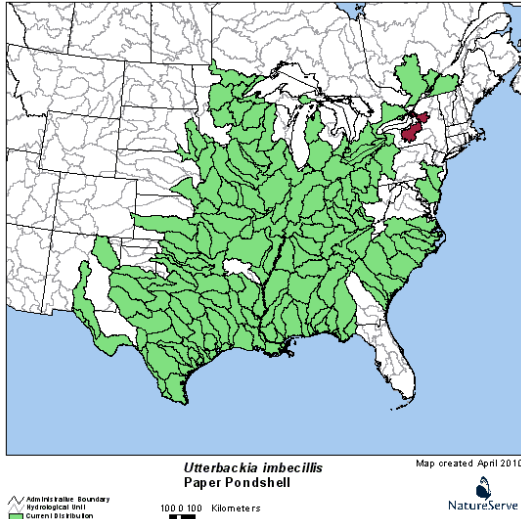 Utterbackia imbecillis
Paper Pondshell
Map created April 2010
Administrative Boundary
Hydrological Unit
Current Distribution
100 0 100 Kilometers
NatureServe